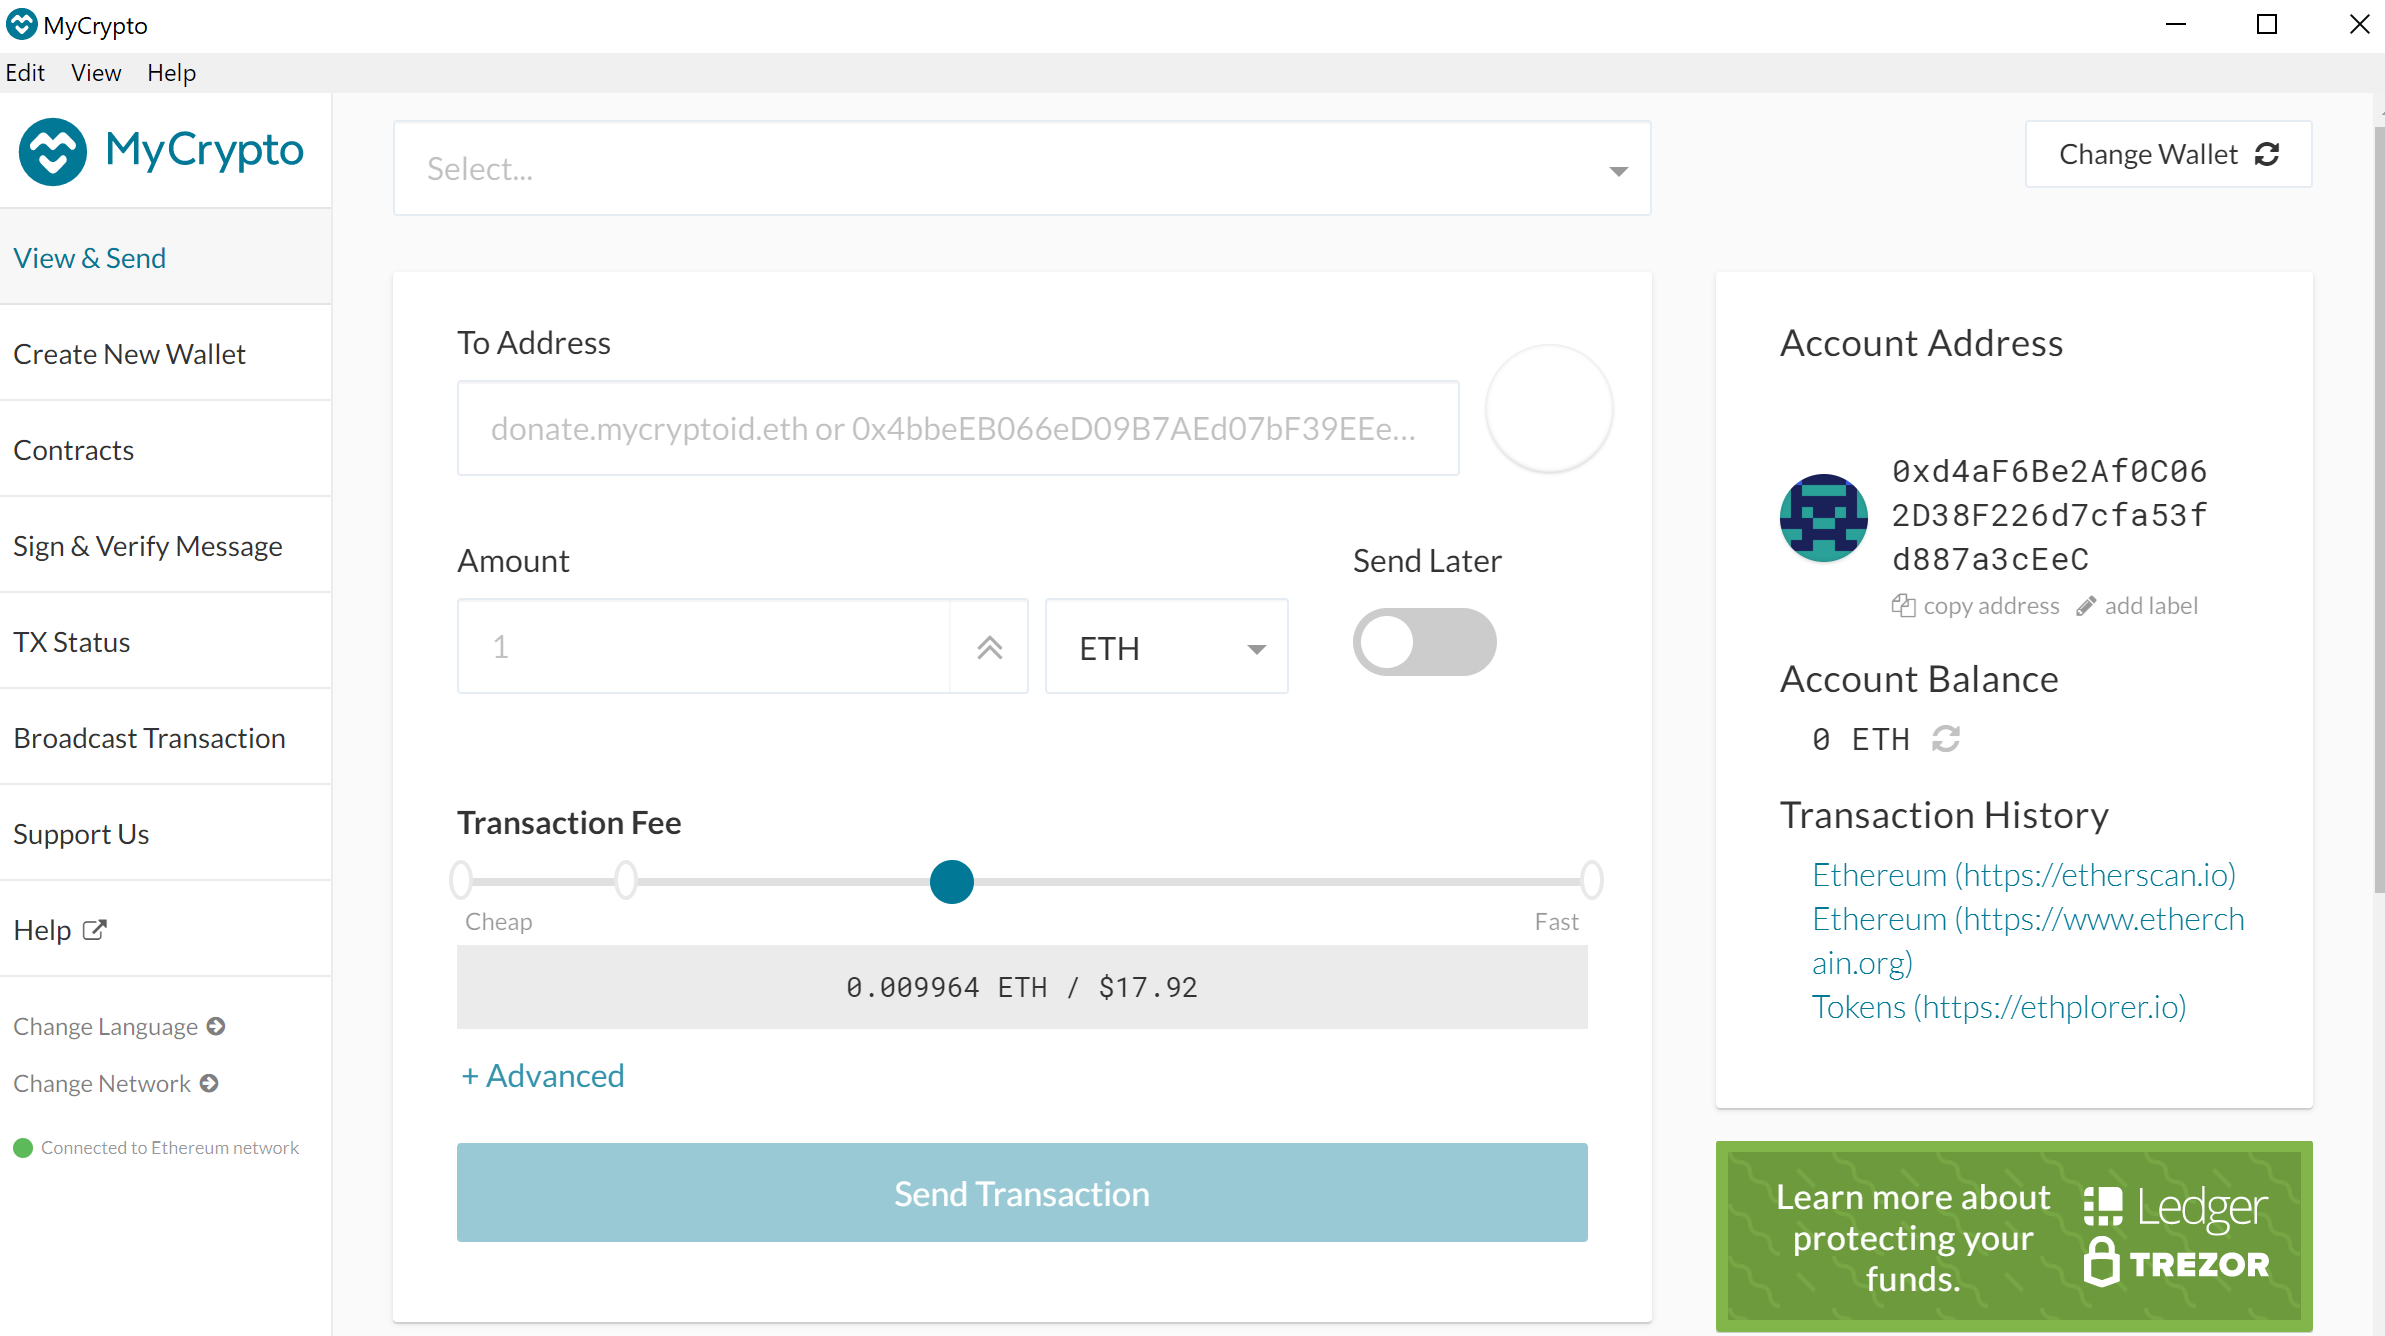 MyCrypto
Edit View Help
MyCrypto
View & Send
Create New Wallet
Contracts
Sign & Verify Message
TX Status
Broadcast Transaction
Support Us
Help
Change Language
Change Network
Connected to Ethereum network
Select...
Change Wallet
To Address
donate.mycryptoid.eth or 0x4bbeEB066eD09B7AEd07bF39EEe...
Amount
Send Later
1
ETH
Transaction Fee
Cheap
Fast
0.009964 ETH / $17.92
+ Advanced
Send Transaction
Account Address
0xd4aF6Be2Af0C06
2D38F226d7cfa53f
d887a3cEeC
copy address add label
Account Balance
0 ETH
Transaction History
Ethereum (https://etherscan.io)
Ethereum (https://www.etherch
ain.org)
Tokens (https://ethplorer.io)
Learn more about
protecting your
funds.
Ledger
TREZOR